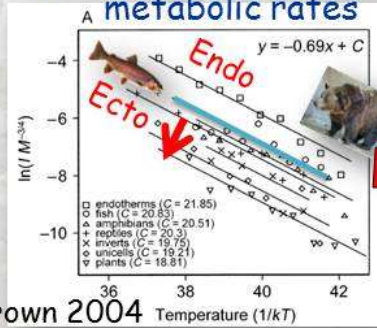 metabolic rates
A
y = –0.69x + C
Endo
Ecto
–4
–6
–8
–10
ln(I M^–3/4)
□ endotherms (C = 21.85)
○ fish (C = 20.83)
△ amphibians (C = 20.51)
+ reptiles (C = 20.3)
× inverts (C = 19.75)
◇ unicells (C = 19.21)
▽ plants (C = 18.81)
36 38 40 42
Temperature (1/kT)
rown 2004